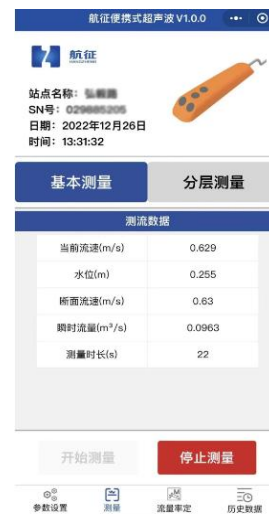 航征便携式超声波 V1.0.0
航征
站点名称:
SN号: 029885205
日期: 2022年12月26日
时间: 13:31:32
基本测量 分层测量
测流数据
当前流速(m/s) 0.629
水位(m) 0.255
断面流速(m/s) 0.63
瞬时流量(m³/s) 0.0963
测量时长(s) 22
开始测量 停止测量
参数设置 测量 流量率定 历史数据